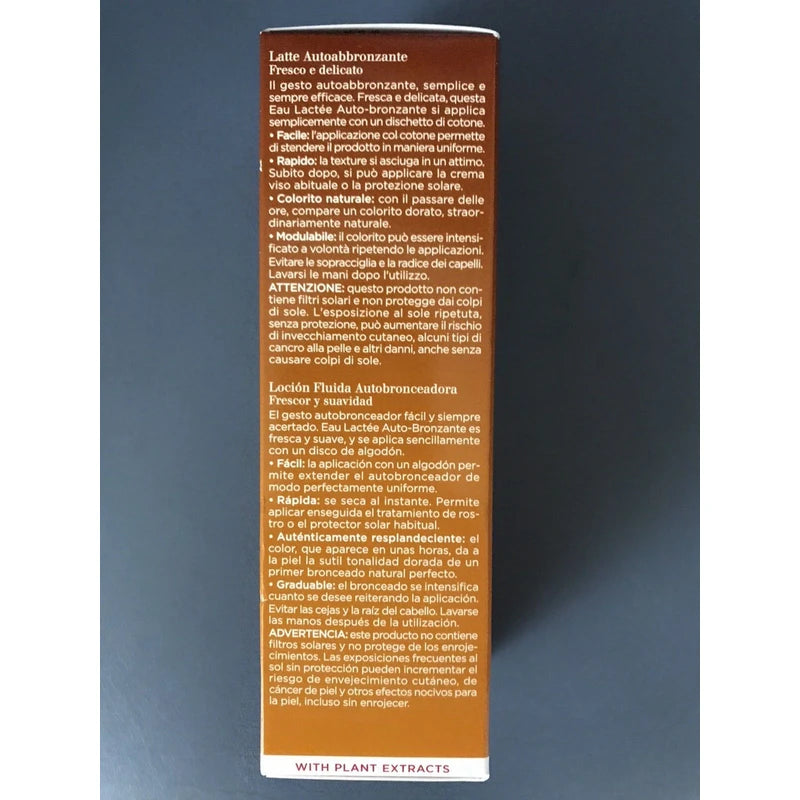 Latte Autoabbronzante
Fresco e delicato
Il gesto autoabbronzante, semplice e
sempre efficace. Fresca e delicata, questa
Eau Lactée Auto-bronzante si applica
semplicemente con un dischetto di cotone.
• Facile: l'applicazione col cotone permette
di stendere il prodotto in maniera uniforme.
• Rapido: la texture si asciuga in un attimo.
Subito dopo, si può applicare la crema
viso abituale o la protezione solare.
• Colorito naturale: con il passare delle
ore, compare un colorito dorato, straor-
dinariamente naturale.
• Modulabile: il colorito può essere intensi-
ficato a volontà ripetendo le applicazioni.
Evitare le sopracciglia e la radice dei capelli.
Lavarsi le mani dopo l'utilizzo.
ATTENZIONE: questo prodotto non con-
tiene filtri solari e non protegge dai colpi
di sole. L'esposizione al sole ripetuta,
senza protezione, può aumentare il rischio
di invecchiamento cutaneo, alcuni tipi di
cancro alla pelle e altri danni, anche senza
causare colpi di sole.
Loción Fluida Autobronceadora
Frescor y suavidad
El gesto autobronceador fácil y siempre
acertado. Eau Lactée Auto-Bronzante es
fresca y suave, y se aplica sencillamente
con un disco de algodón.
• Fácil: la aplicación con un algodón per-
mite extender el autobronceador de
modo perfectamente uniforme.
• Rápida: se seca al instante. Permite
aplicar enseguida el tratamiento de ros-
tro o el protector solar habitual.
• Auténticamente resplandeciente: el
color, que aparece en unas horas, da a
la piel la sutil tonalidad dorada de un
primer bronceado natural perfecto.
• Graduable: el bronceado se intensifica
cuanto se desee reiterando la aplicación.
Evitar las cejas y la raíz del cabello. Lavarse
las manos después de la utilización.
ADVERTENCIA: este producto no contiene
filtros solares y no protege de los enroje-
cimientos. Las exposiciones frecuentes al
sol sin protección pueden incrementar el
riesgo de envejecimiento cutáneo, de
cáncer de piel y otros efectos nocivos para
la piel, incluso sin enrojecer.
WITH PLANT EXTRACTS